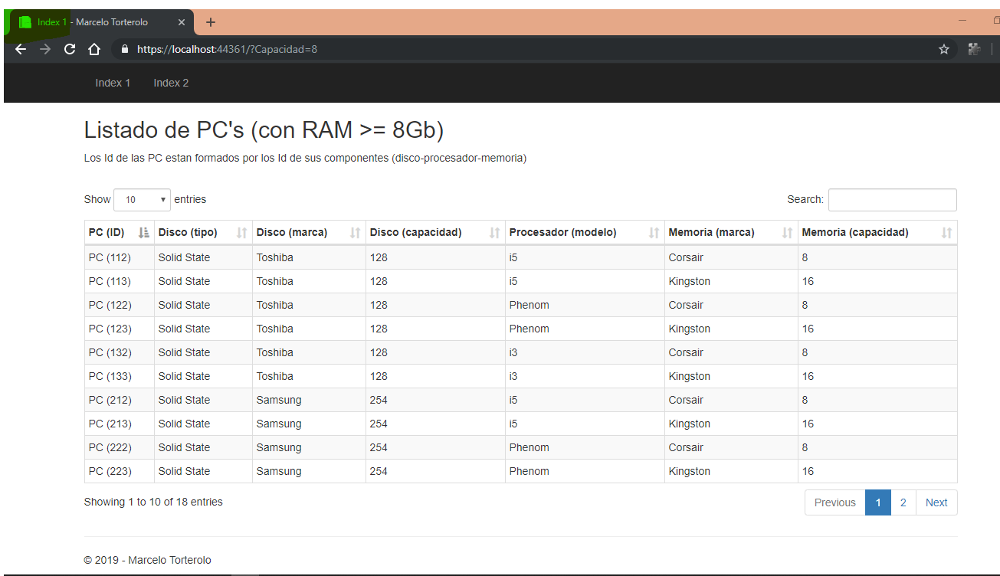 Index 1 - Marcelo Torterolo
https://localhost:44361/?Capacidad=8
Index 1 Index 2
Listado de PC's (con RAM >= 8Gb)
Los Id de las PC estan formados por los Id de sus componentes (disco-procesador-memoria)
Show 10 entries Search:
PC (ID) Disco (tipo) Disco (marca) Disco (capacidad) Procesador (modelo) Memoria (marca) Memoria (capacidad)
PC (112) Solid State Toshiba 128 i5 Corsair 8
PC (113) Solid State Toshiba 128 i5 Kingston 16
PC (122) Solid State Toshiba 128 Phenom Corsair 8
PC (123) Solid State Toshiba 128 Phenom Kingston 16
PC (132) Solid State Toshiba 128 i3 Corsair 8
PC (133) Solid State Toshiba 128 i3 Kingston 16
PC (212) Solid State Samsung 254 i5 Corsair 8
PC (213) Solid State Samsung 254 i5 Kingston 16
PC (222) Solid State Samsung 254 Phenom Corsair 8
PC (223) Solid State Samsung 254 Phenom Kingston 16
Showing 1 to 10 of 18 entries Previous 1 2 Next
© 2019 - Marcelo Torterolo